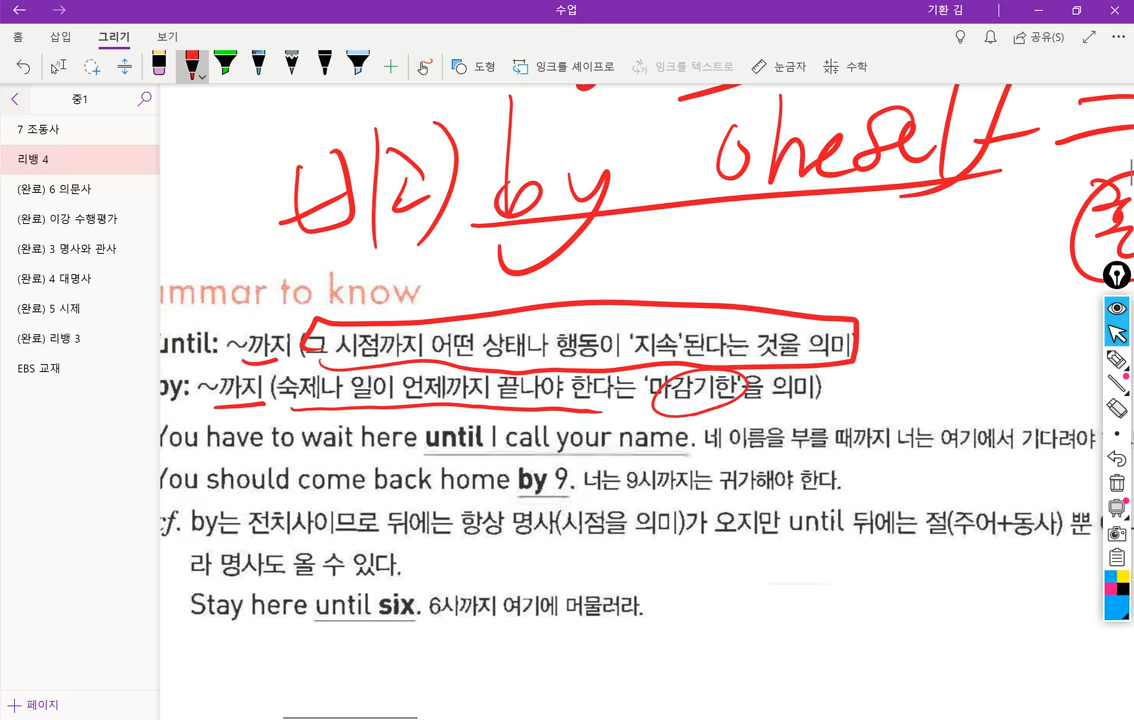 수업
기환 김
홈 삽입 그리기 보기
공유(S)
도형 잉크를 셰이프로 잉크를 텍스트로 눈금자 수학
중1
7 조동사
리뱅 4
(완료) 6 의문사
(완료) 이강 수행평가
(완료) 3 명사와 관사
(완료) 4 대명사
(완료) 5 시제
(완료) 리뱅 3
EBS 교재
페이지
by oneself
mmar to know
until: ~까지 (그 시점까지 어떤 상태나 행동이 '지속'된다는 것을 의미)
by: ~까지 (숙제나 일이 언제까지 끝나야 한다는 '마감기한'을 의미)
You have to wait here until I call your name. 네 이름을 부를 때까지 너는 여기에서 기다려야
You should come back home by 9. 너는 9시까지는 귀가해야 한다.
cf. by는 전치사이므로 뒤에는 항상 명사(시점을 의미)가 오지만 until 뒤에는 절(주어+동사) 뿐
라 명사도 올 수 있다.
Stay here until six. 6시까지 여기에 머물러라.